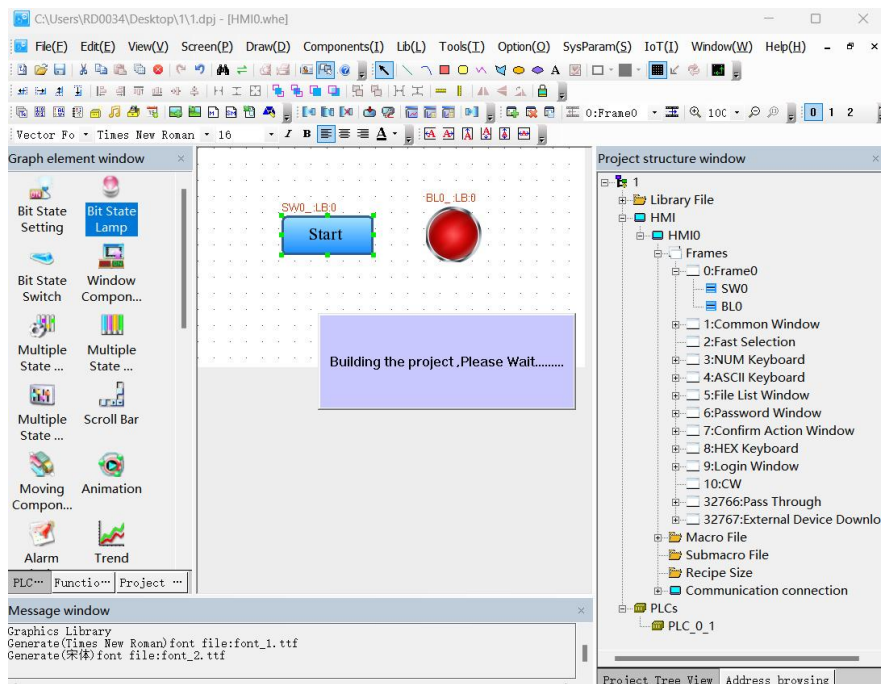 C:\Users\RD0034\Desktop\1\1.dpj - [HMI0.whe]
File(F) Edit(E) View(V) Screen(P) Draw(D) Components(I) Lib(L) Tools(T) Option(O) SysParam(S) IoT(I) Window(W) Help(H)
0:Frame0 10C 0 1 2
Vector Fo Times New Roman 16 I B A
Graph element window
Bit State Setting
Bit State Lamp
Bit State Switch
Window Compon...
Multiple State ...
Multiple State ...
Multiple State ...
Scroll Bar
Moving Compon...
Animation
Alarm
Trend
PLC... Functio... Project ...
SW0_:LB:0
Start
BL0_:LB:0
Building the project ,Please Wait.........
Project structure window
1
Library File
HMI
HMI0
Frames
0:Frame0
SW0
BL0
1:Common Window
2:Fast Selection
3:NUM Keyboard
4:ASCII Keyboard
5:File List Window
6:Password Window
7:Confirm Action Window
8:HEX Keyboard
9:Login Window
10:CW
32766:Pass Through
32767:External Device Downlo
Macro File
Submacro File
Recipe Size
Communication connection
PLCs
PLC_0_1
Project Tree View Address browsing
Message window
Graphics Library
Generate(Times New Roman)font file:font_1.ttf
Generate(宋体)font file:font_2.ttf